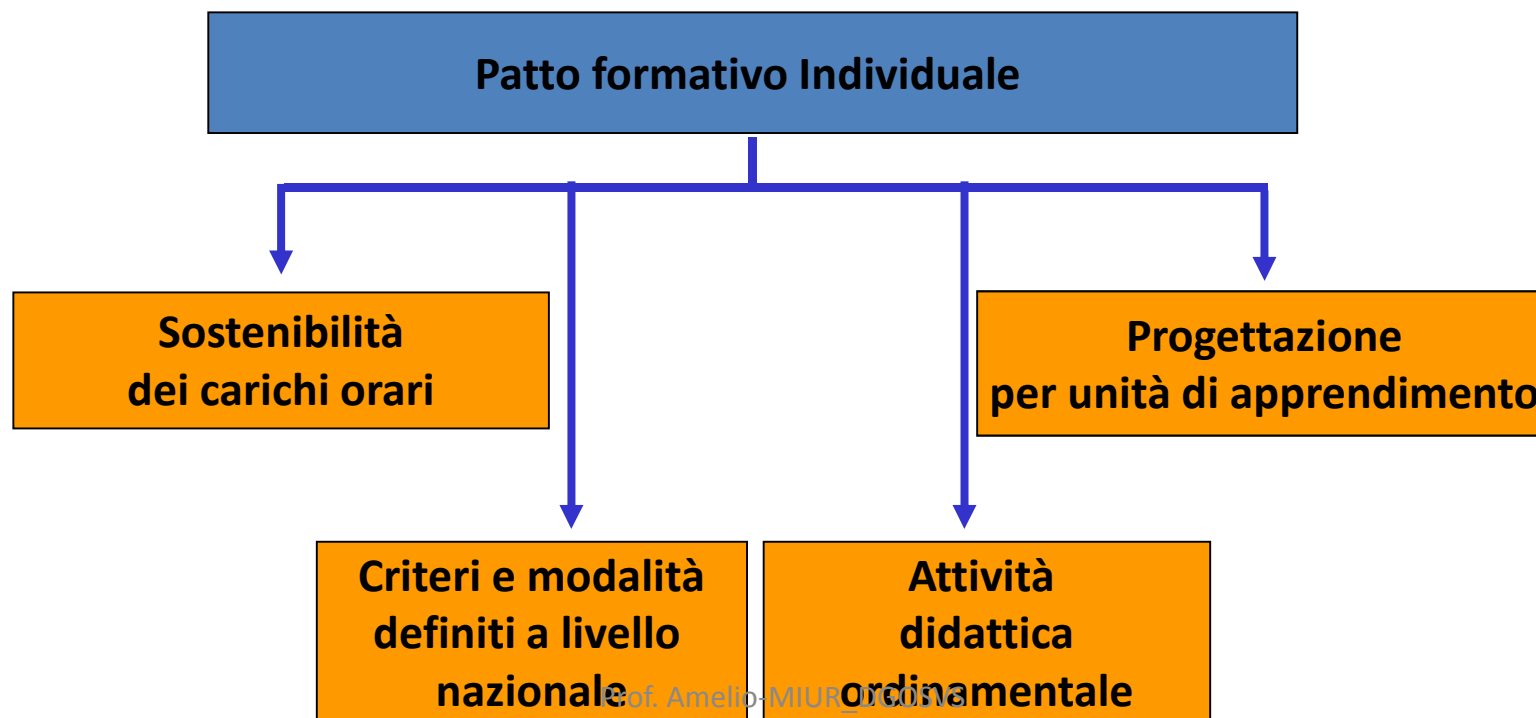 Patto formativo Individuale
Sostenibilità
dei carichi orari
Progettazione
per unità di apprendimento
Criteri e modalità
definiti a livello
nazionale
Attività
didattica
ordinamentale
Prof. Amelio-MIUR_DGOSVS